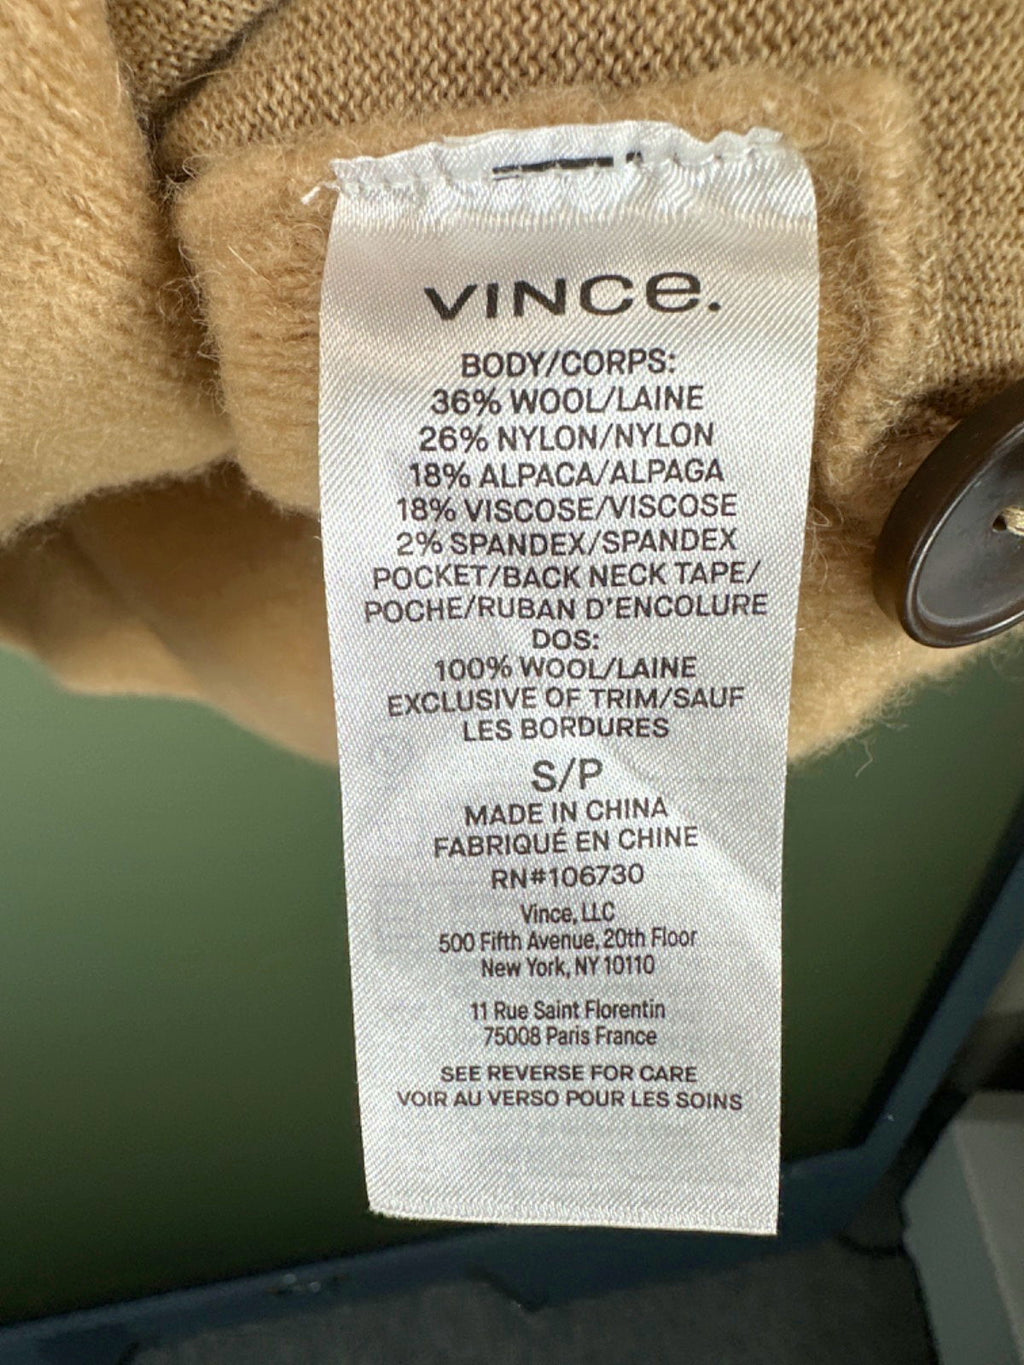 VINCe.
BODY/CORPS:
36% WOOL/LAINE
26% NYLON/NYLON
18% ALPACA/ALPAGA
18% VISCOSE/VISCOSE
2% SPANDEX/SPANDEX
POCKET/BACK NECK TAPE/
POCHE/RUBAN D'ENCOLURE
DOS:
100% WOOL/LAINE
EXCLUSIVE OF TRIM/SAUF
LES BORDURES
S/P
MADE IN CHINA
FABRIQUÉ EN CHINE
RN#106730
Vince, LLC
500 Fifth Avenue, 20th Floor
New York, NY 10110
11 Rue Saint Florentin
75008 Paris France
SEE REVERSE FOR CARE
VOIR AU VERSO POUR LES SOINS